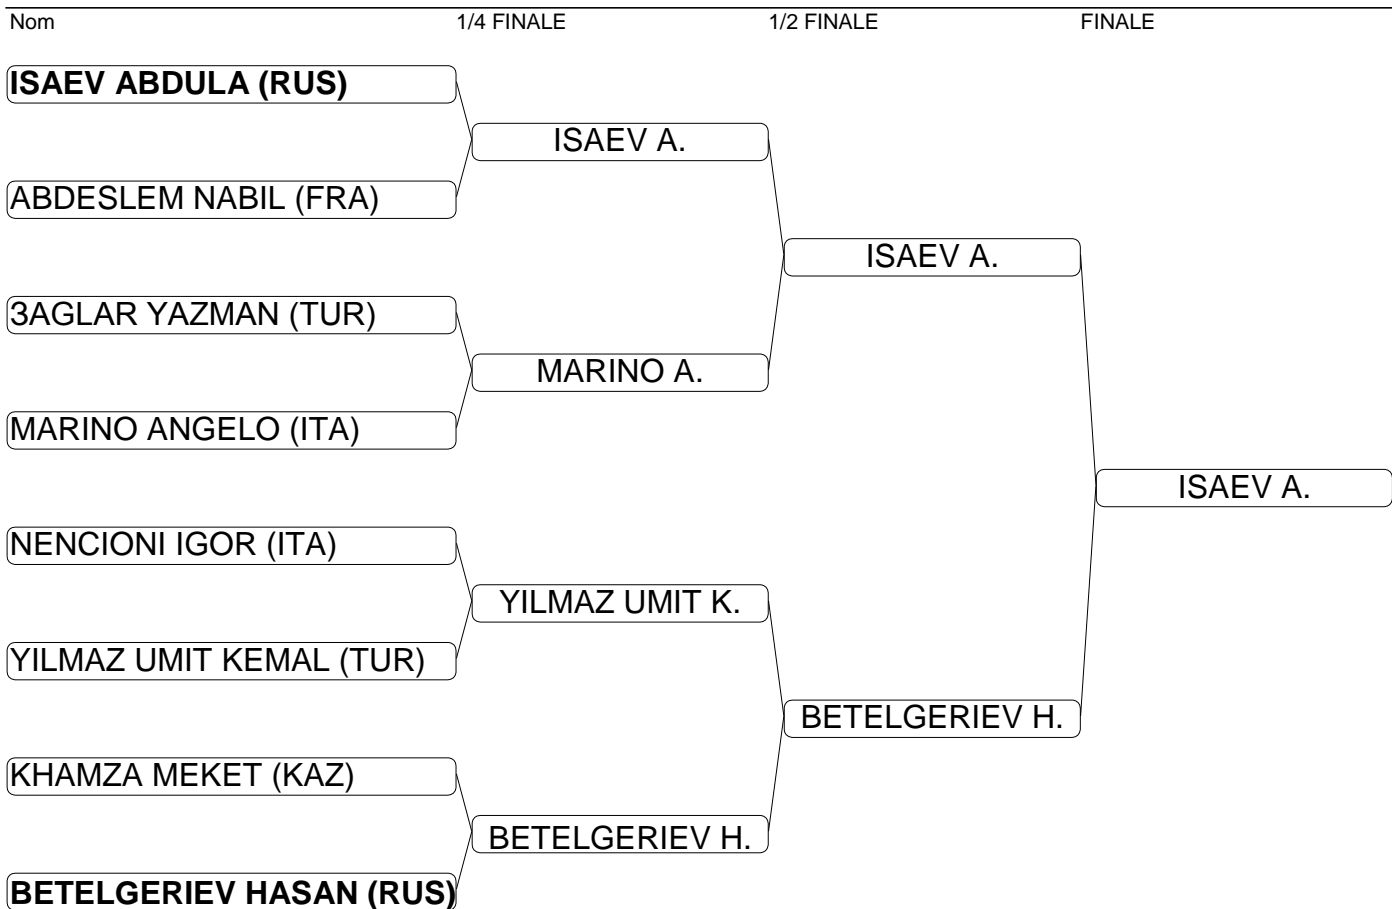 Nom 1/4 FINALE 1/2 FINALE FINALE
ISAEV ABDULA (RUS)
ISAEV A.
ABDESLEM NABIL (FRA)
ISAEV A.
3AGLAR YAZMAN (TUR)
MARINO A.
MARINO ANGELO (ITA)
ISAEV A.
NENCIONI IGOR (ITA)
YILMAZ UMIT K.
YILMAZ UMIT KEMAL (TUR)
BETELGERIEV H.
KHAMZA MEKET (KAZ)
BETELGERIEV H.
BETELGERIEV HASAN (RUS)